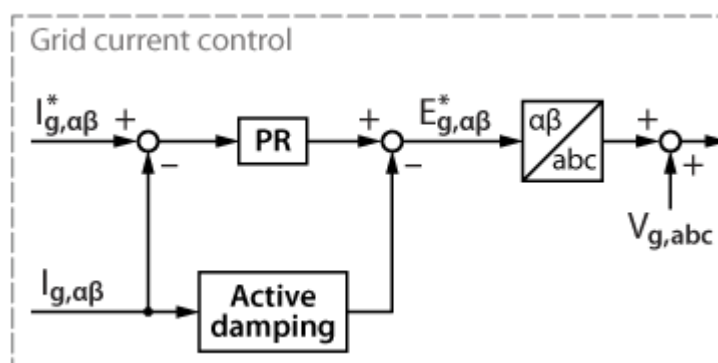 Grid current control
I*g,αβ
+
−
PR
+
−
E*g,αβ
αβ
abc
+
+
Vg,abc
Ig,αβ
Active
damping